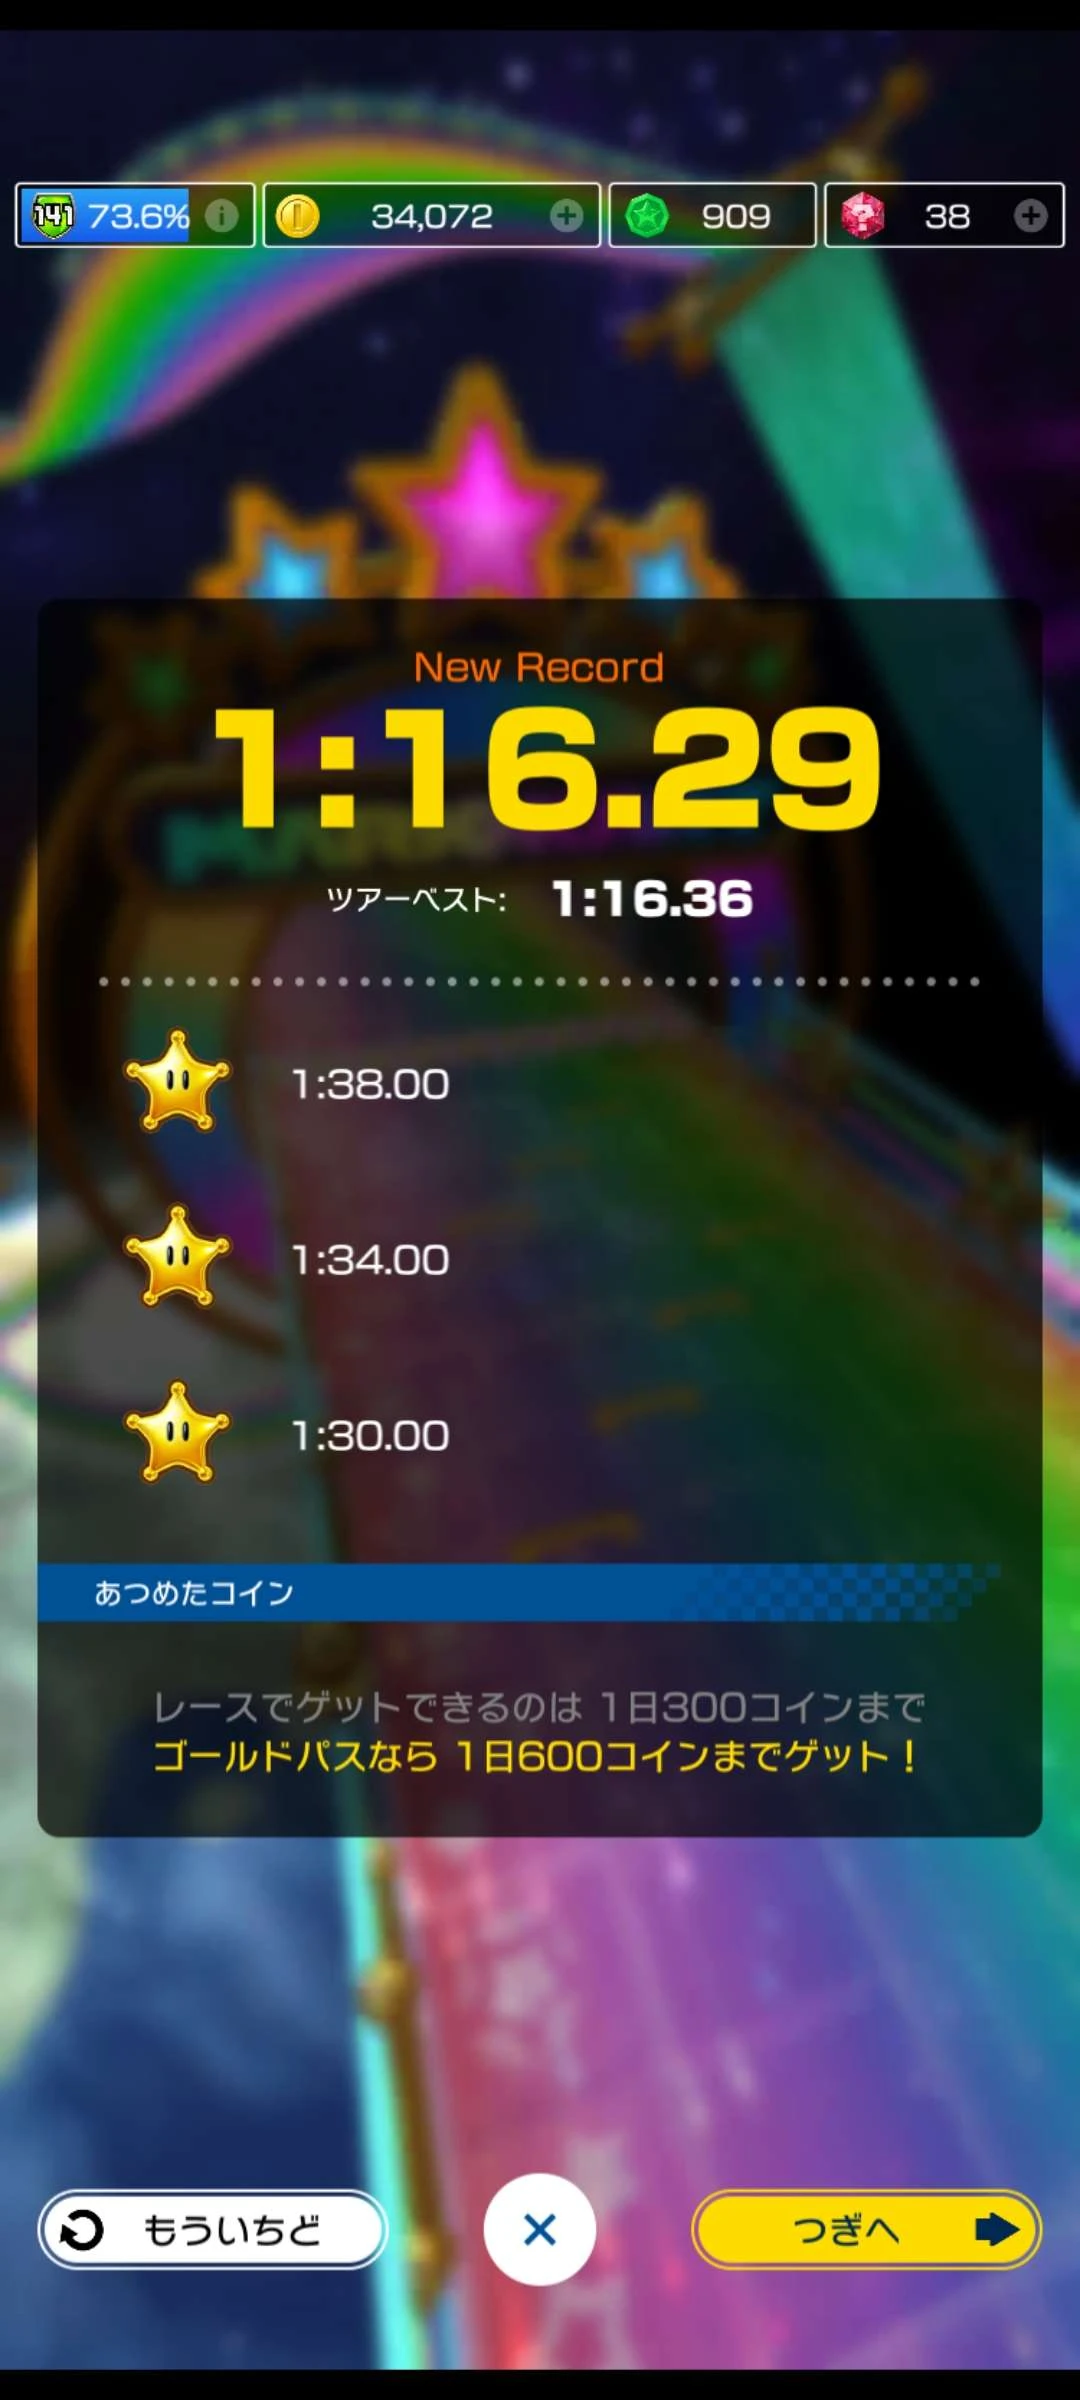 141 73.6% 34,072 909 38
New Record
1:16.29
ツアーベスト: 1:16.36
1:38.00
1:34.00
1:30.00
あつめたコイン
レースでゲットできるのは 1日300コインまで
ゴールドパスなら 1日600コインまでゲット！
もういちど つぎへ